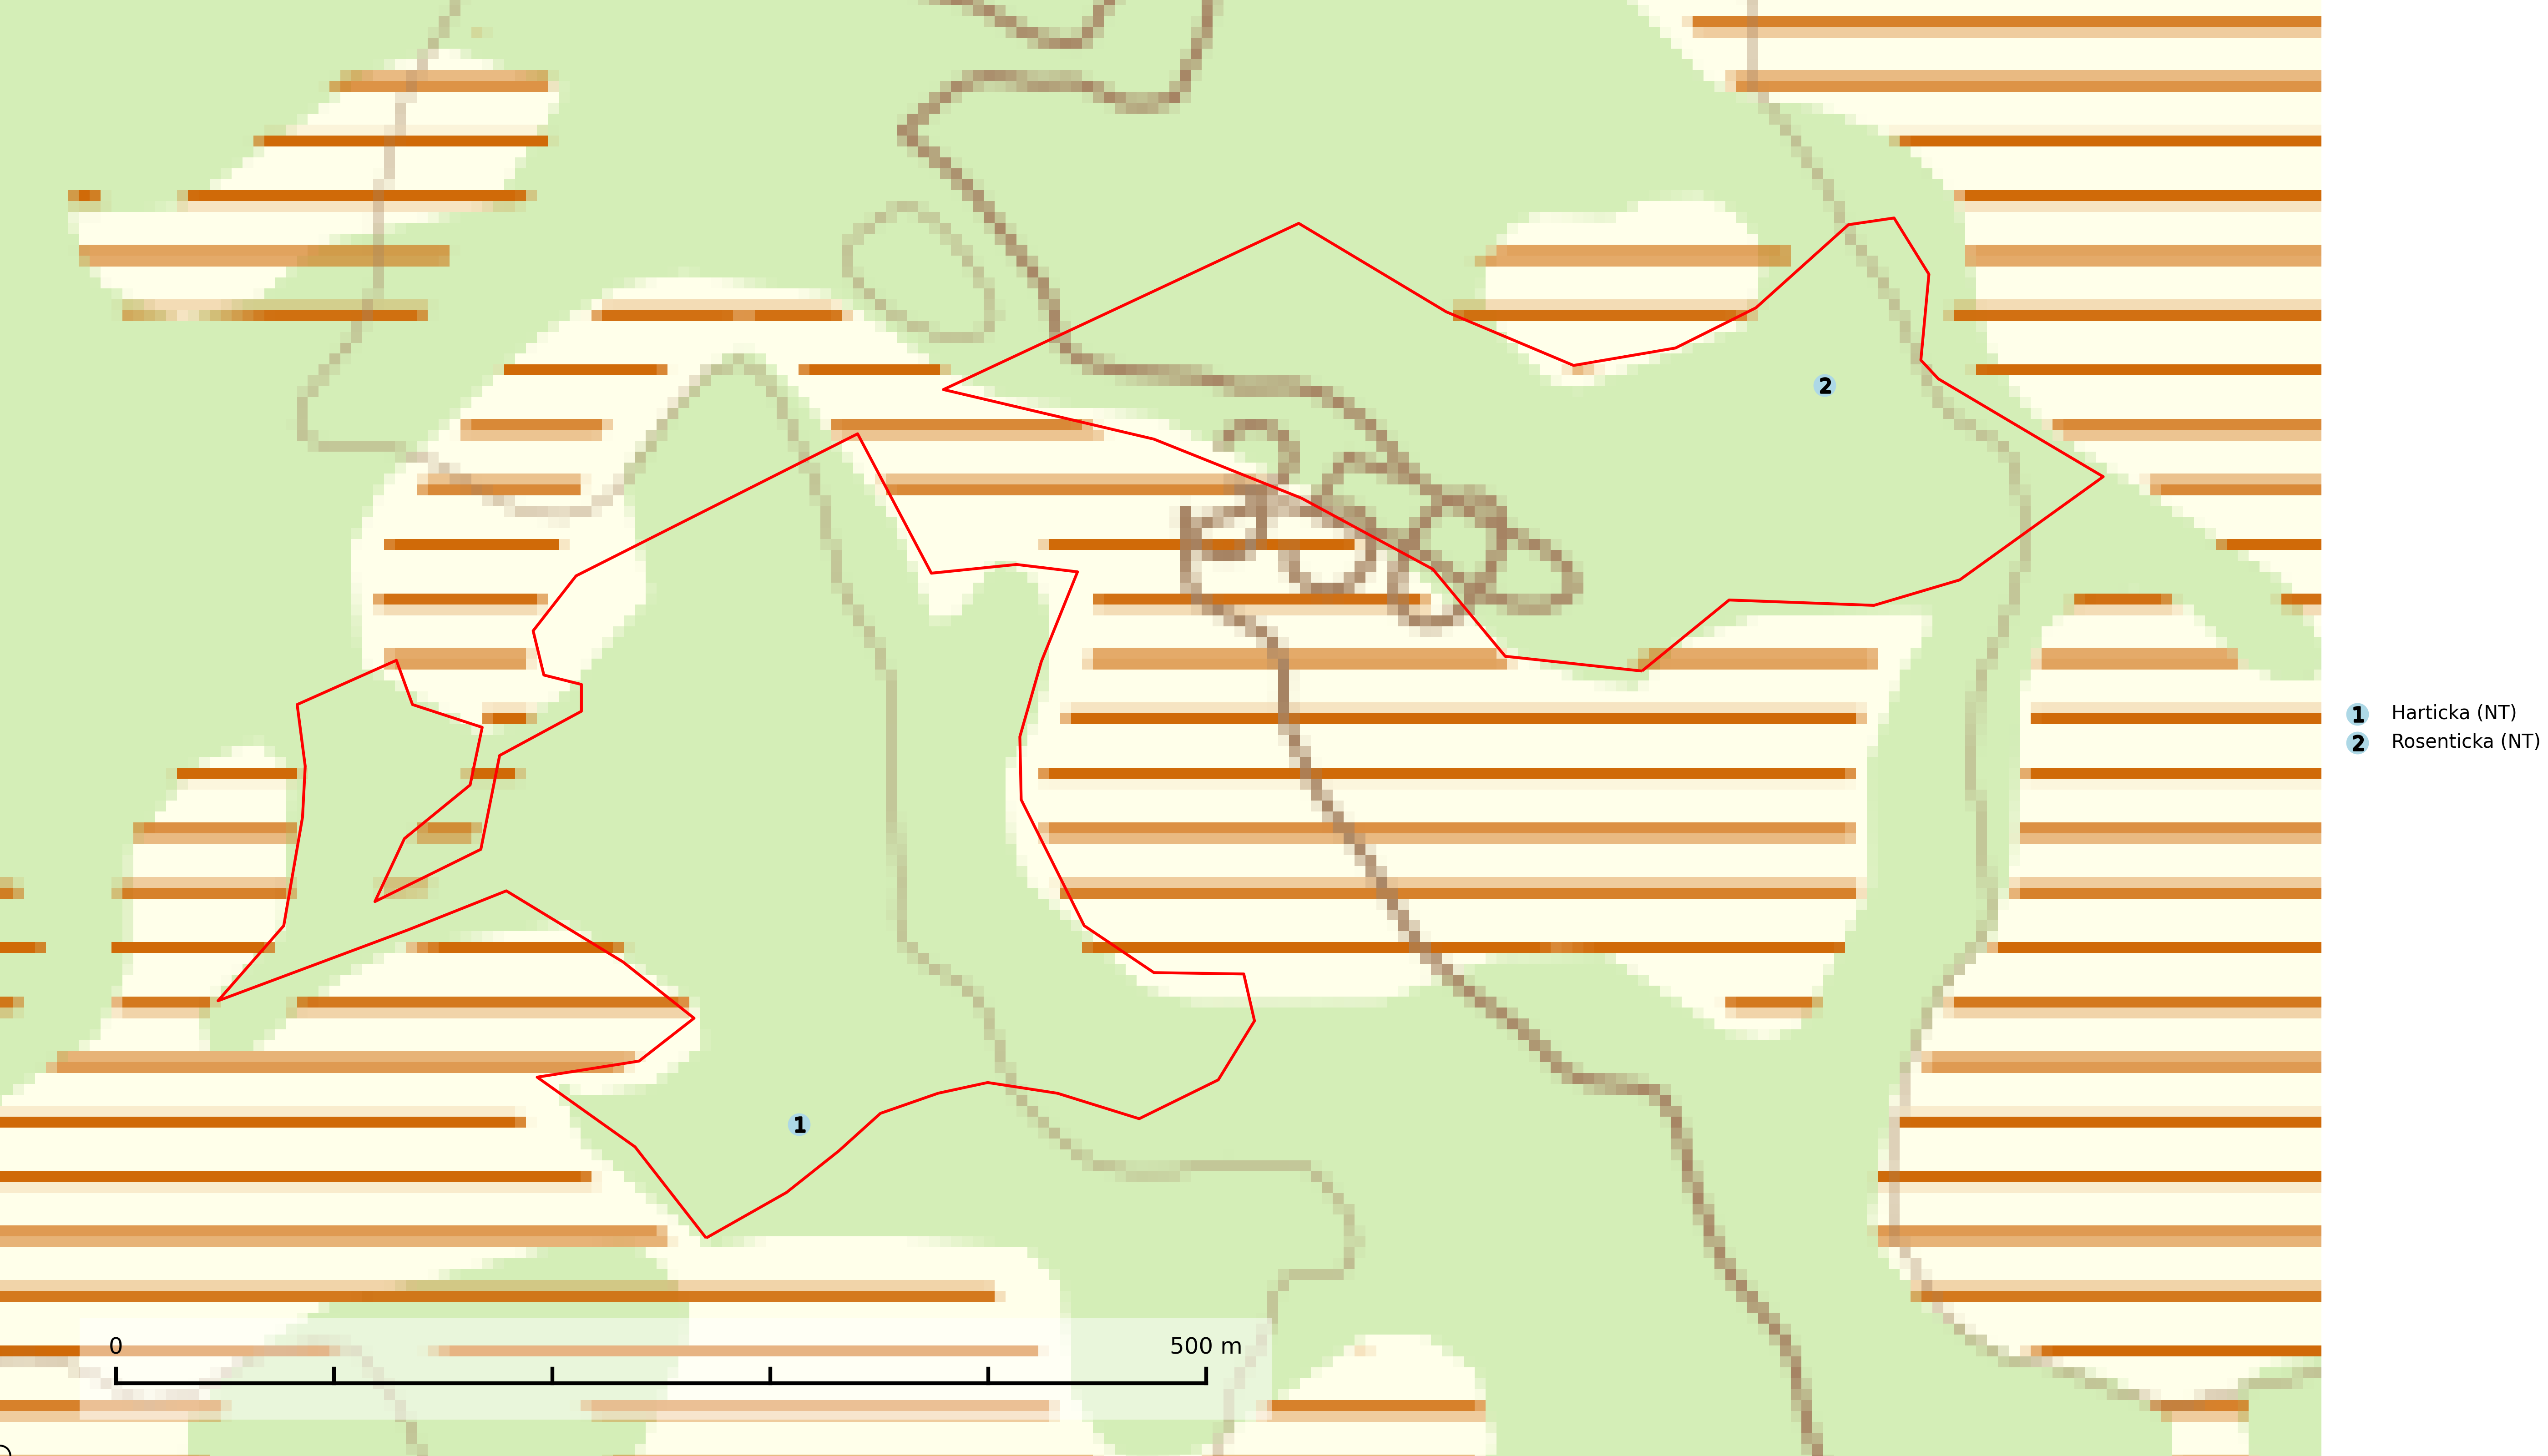 2
1 Harticka (NT)
2 Rosenticka (NT)
1
0 500 m